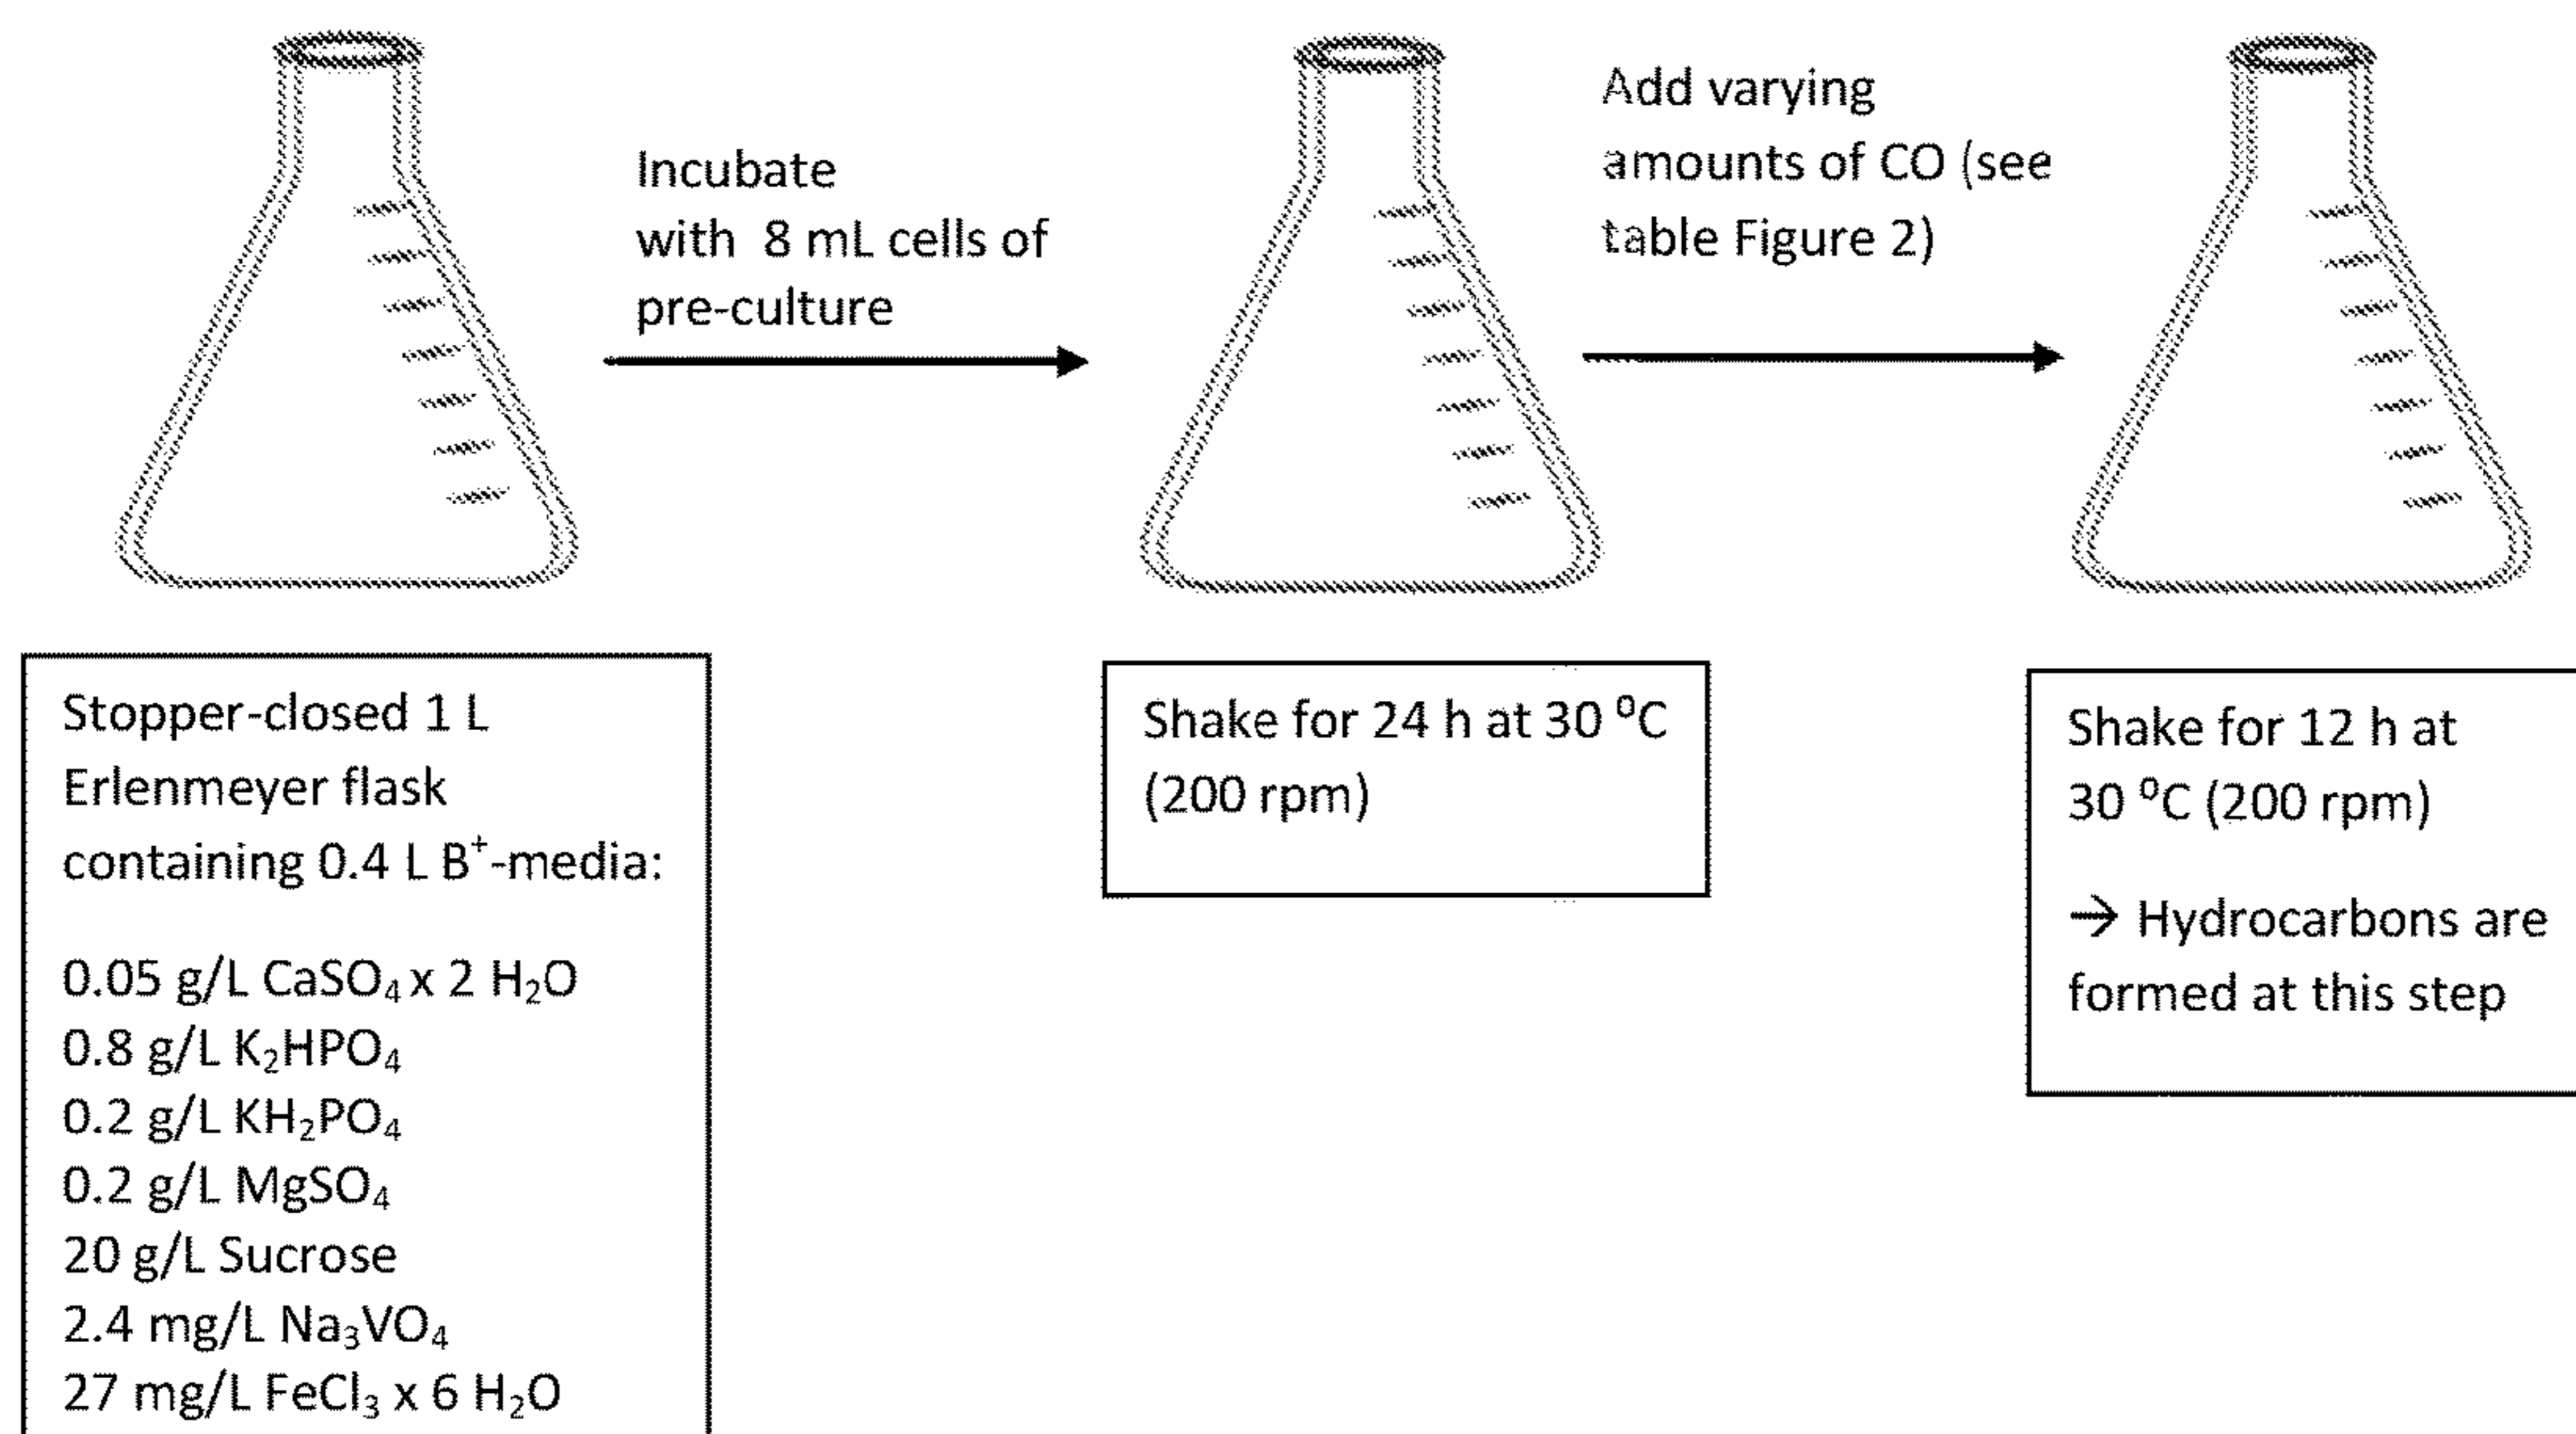 Incubate
with 8 mL cells of
pre-culture
Add varying
amounts of CO (see
table Figure 2)
Stopper-closed 1 L
Erlenmeyer flask
containing 0.4 L B⁺-media:
0.05 g/L CaSO₄ x 2 H₂O
0.8 g/L K₂HPO₄
0.2 g/L KH₂PO₄
0.2 g/L MgSO₄
20 g/L Sucrose
2.4 mg/L Na₃VO₄
27 mg/L FeCl₃ x 6 H₂O
Shake for 24 h at 30 ⁰C
(200 rpm)
Shake for 12 h at
30 ⁰C (200 rpm)
→ Hydrocarbons are
formed at this step